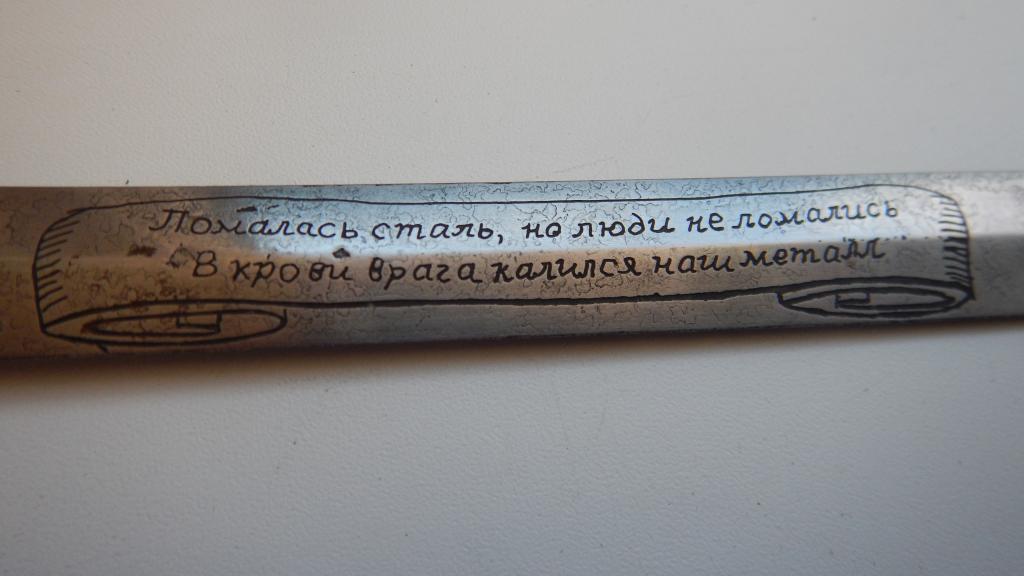 Ломалась сталь, но люди не ломались
В крови врага калился наш металл